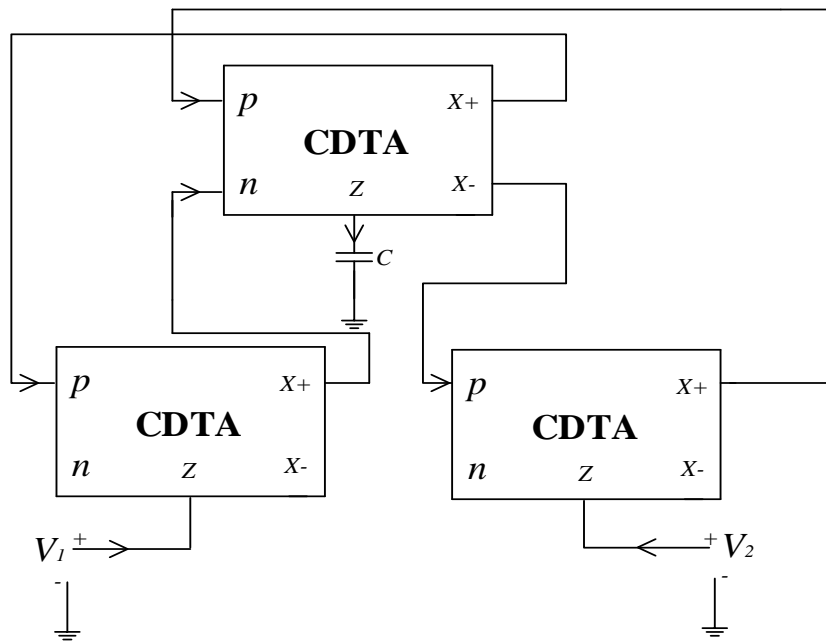 p X+
CDTA
n Z X-
C
p X+
CDTA
n Z X-
p X+
CDTA
n Z X-
V1 +
-
+ V2
-